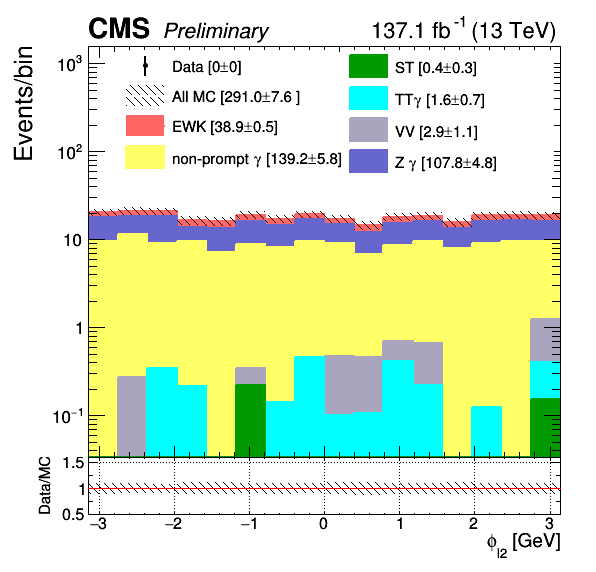 CMS Preliminary 137.1 fb⁻¹ (13 TeV)
Events/bin
10³
10²
10
1
10⁻¹
Data [0±0]
All MC [291.0±7.6 ]
EWK [38.9±0.5]
non-prompt γ [139.2±5.8]
ST [0.4±0.3]
TTγ [1.6±0.7]
VV [2.9±1.1]
Z γ [107.8±4.8]
Data/MC
1.5
1
0.5
−3 −2 −1 0 1 2 3
ϕ_l2 [GeV]